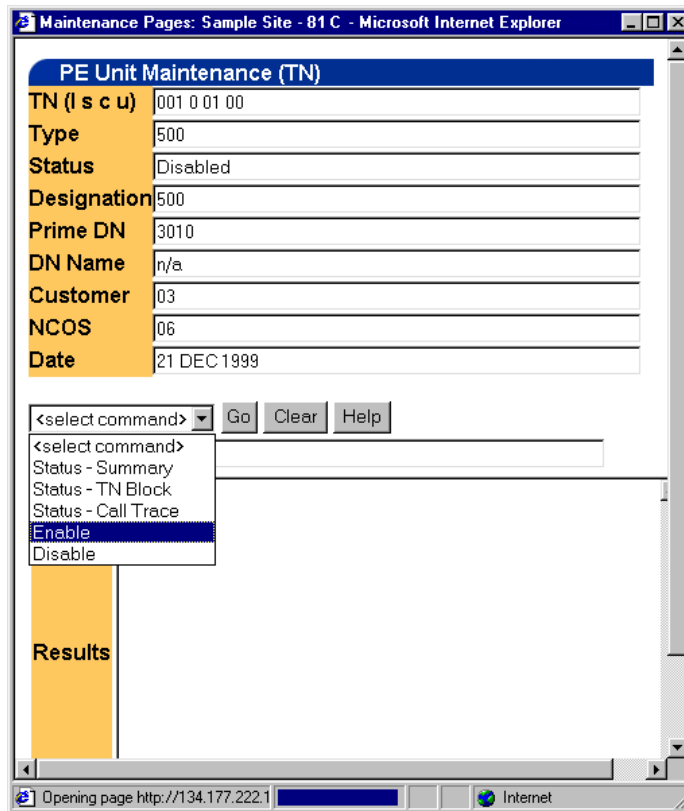 Maintenance Pages: Sample Site - 81 C - Microsoft Internet Explorer
PE Unit Maintenance (TN)
TN (l s c u) 001 0 01 00
Type 500
Status Disabled
Designation 500
Prime DN 3010
DN Name n/a
Customer 03
NCOS 06
Date 21 DEC 1999
<select command> Go Clear Help
<select command>
Status - Summary
Status - TN Block
Status - Call Trace
Enable
Disable
Results
Opening page http://134.177.222.1 Internet